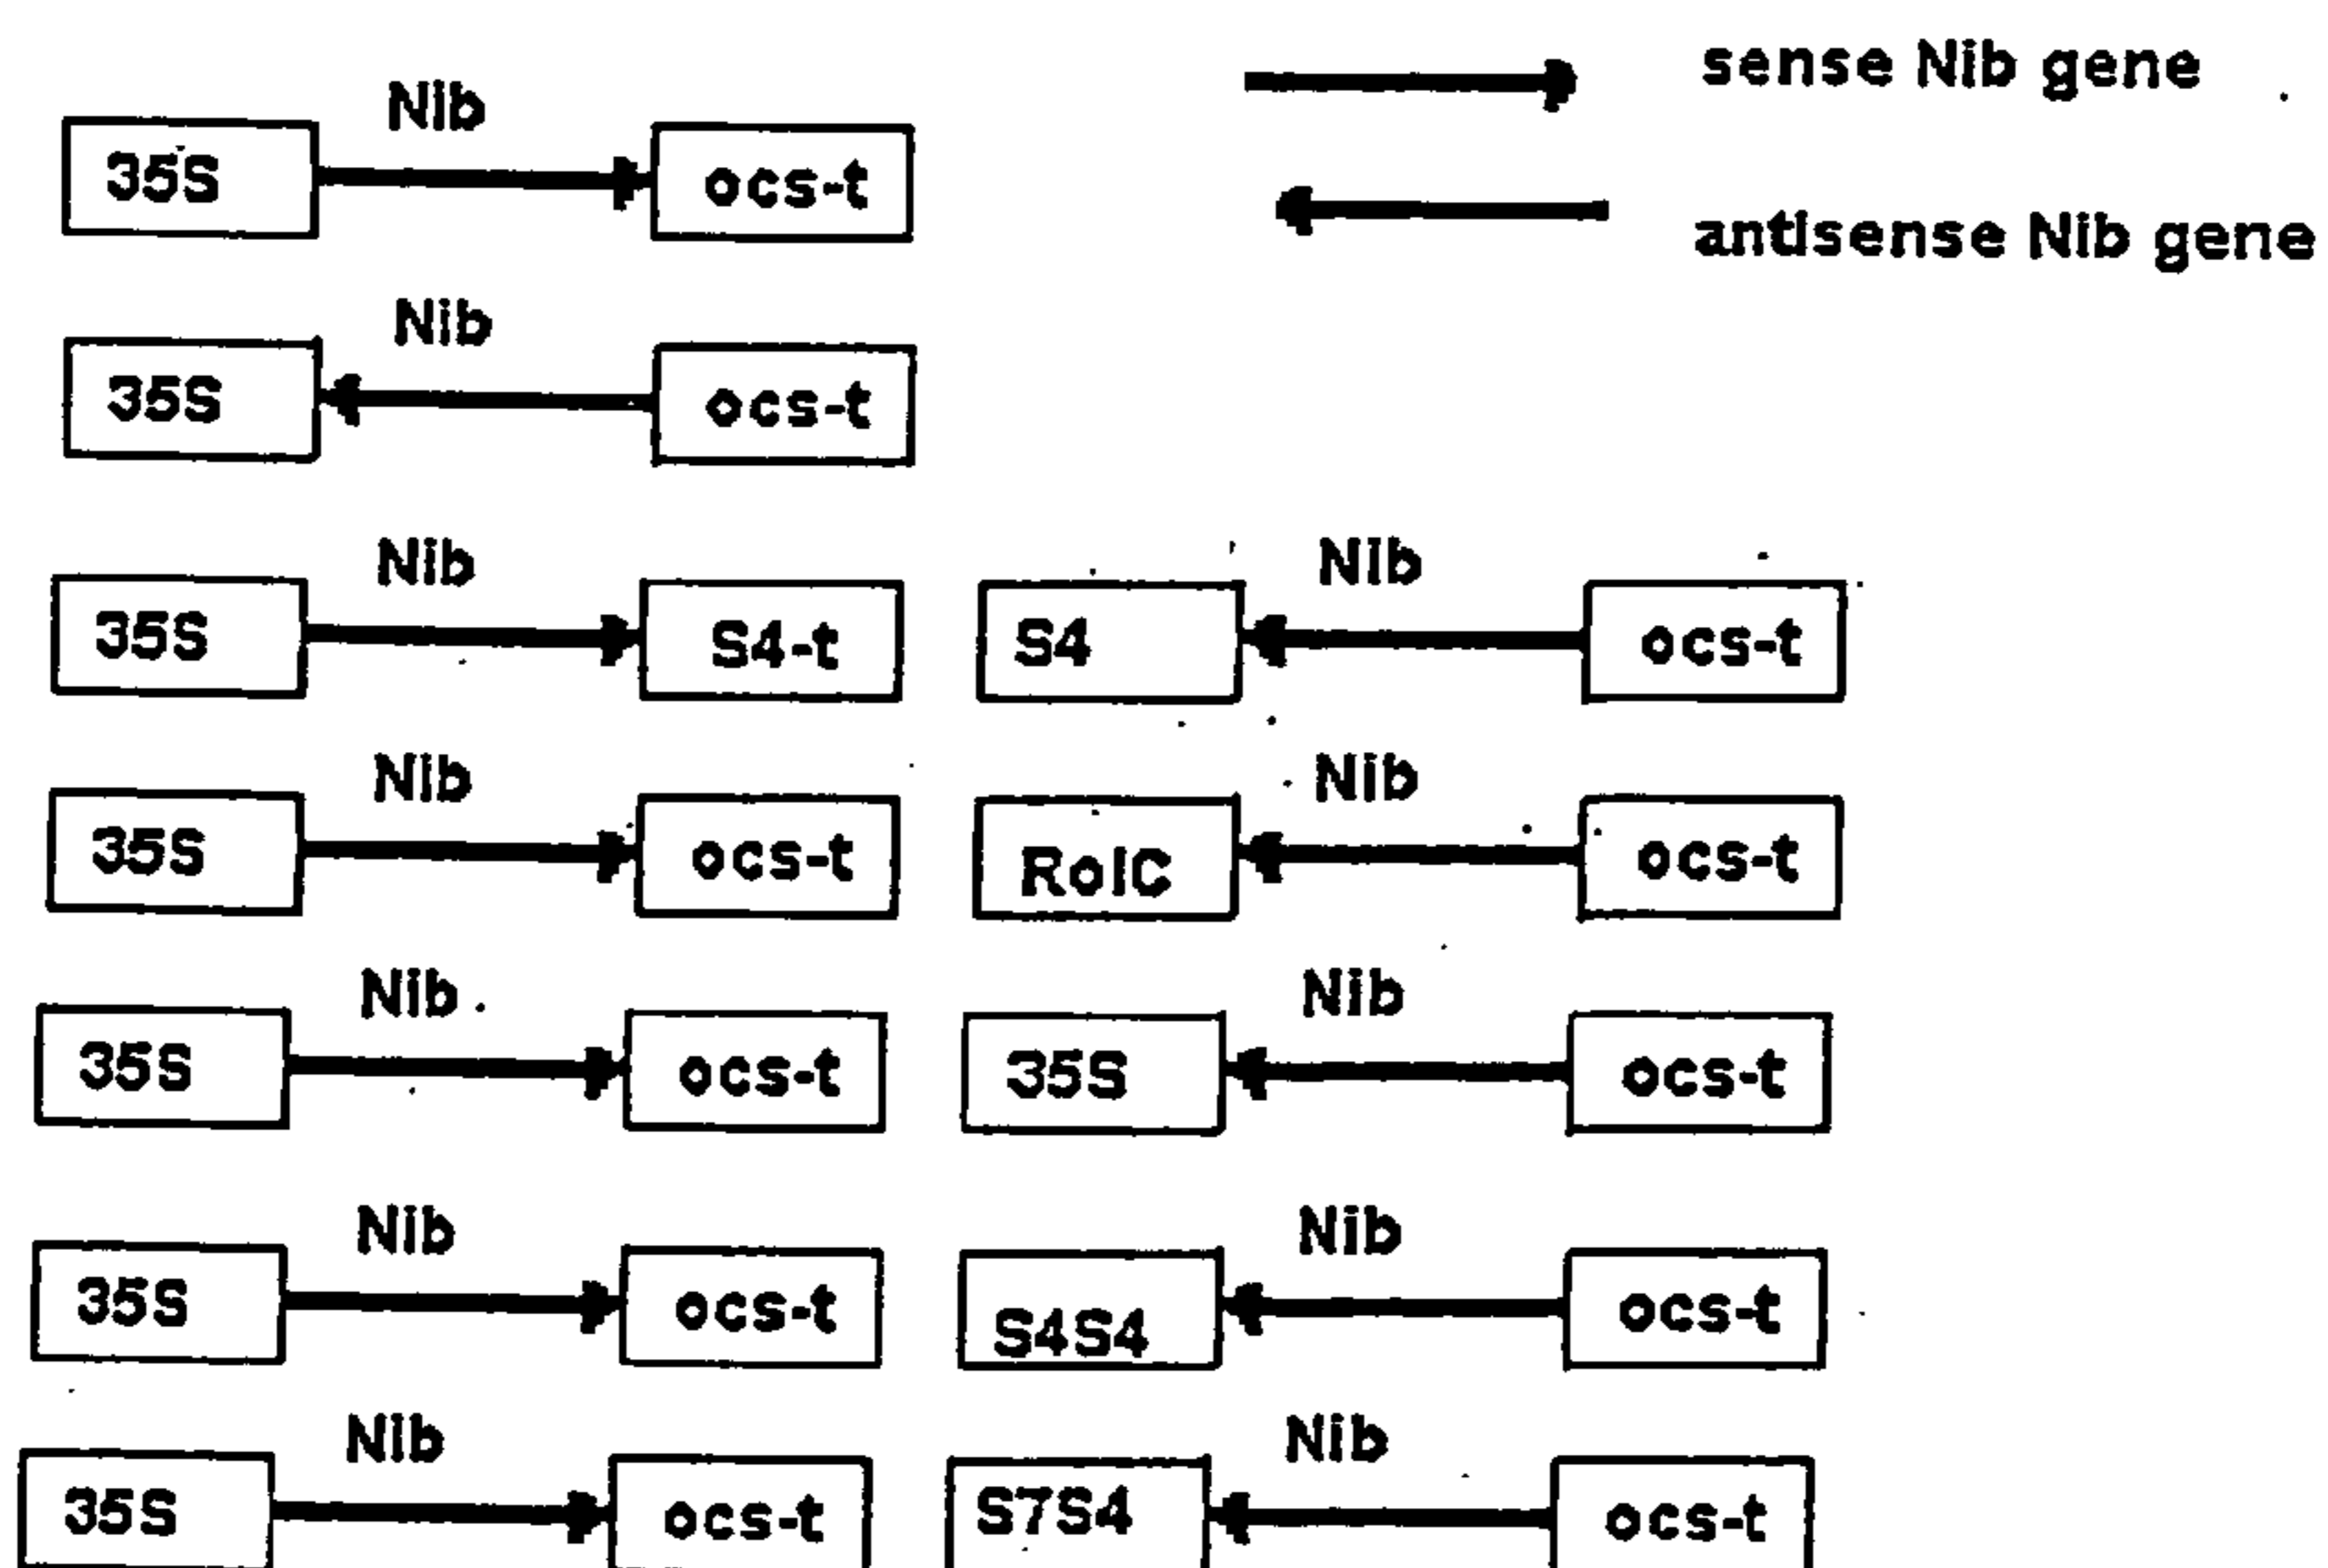 Nib
sense Nib gene
35S ocs-t
antisense Nib gene
Nib
35S ocs-t
Nib Nib
35S S4-t S4 ocs-t
Nib Nib
35S ocs-t RolC ocs-t
Nib Nib
35S ocs-t 35S ocs-t
Nib Nib
35S ocs-t S4S4 ocs-t
Nib Nib
35S ocs-t S7S4 ocs-t